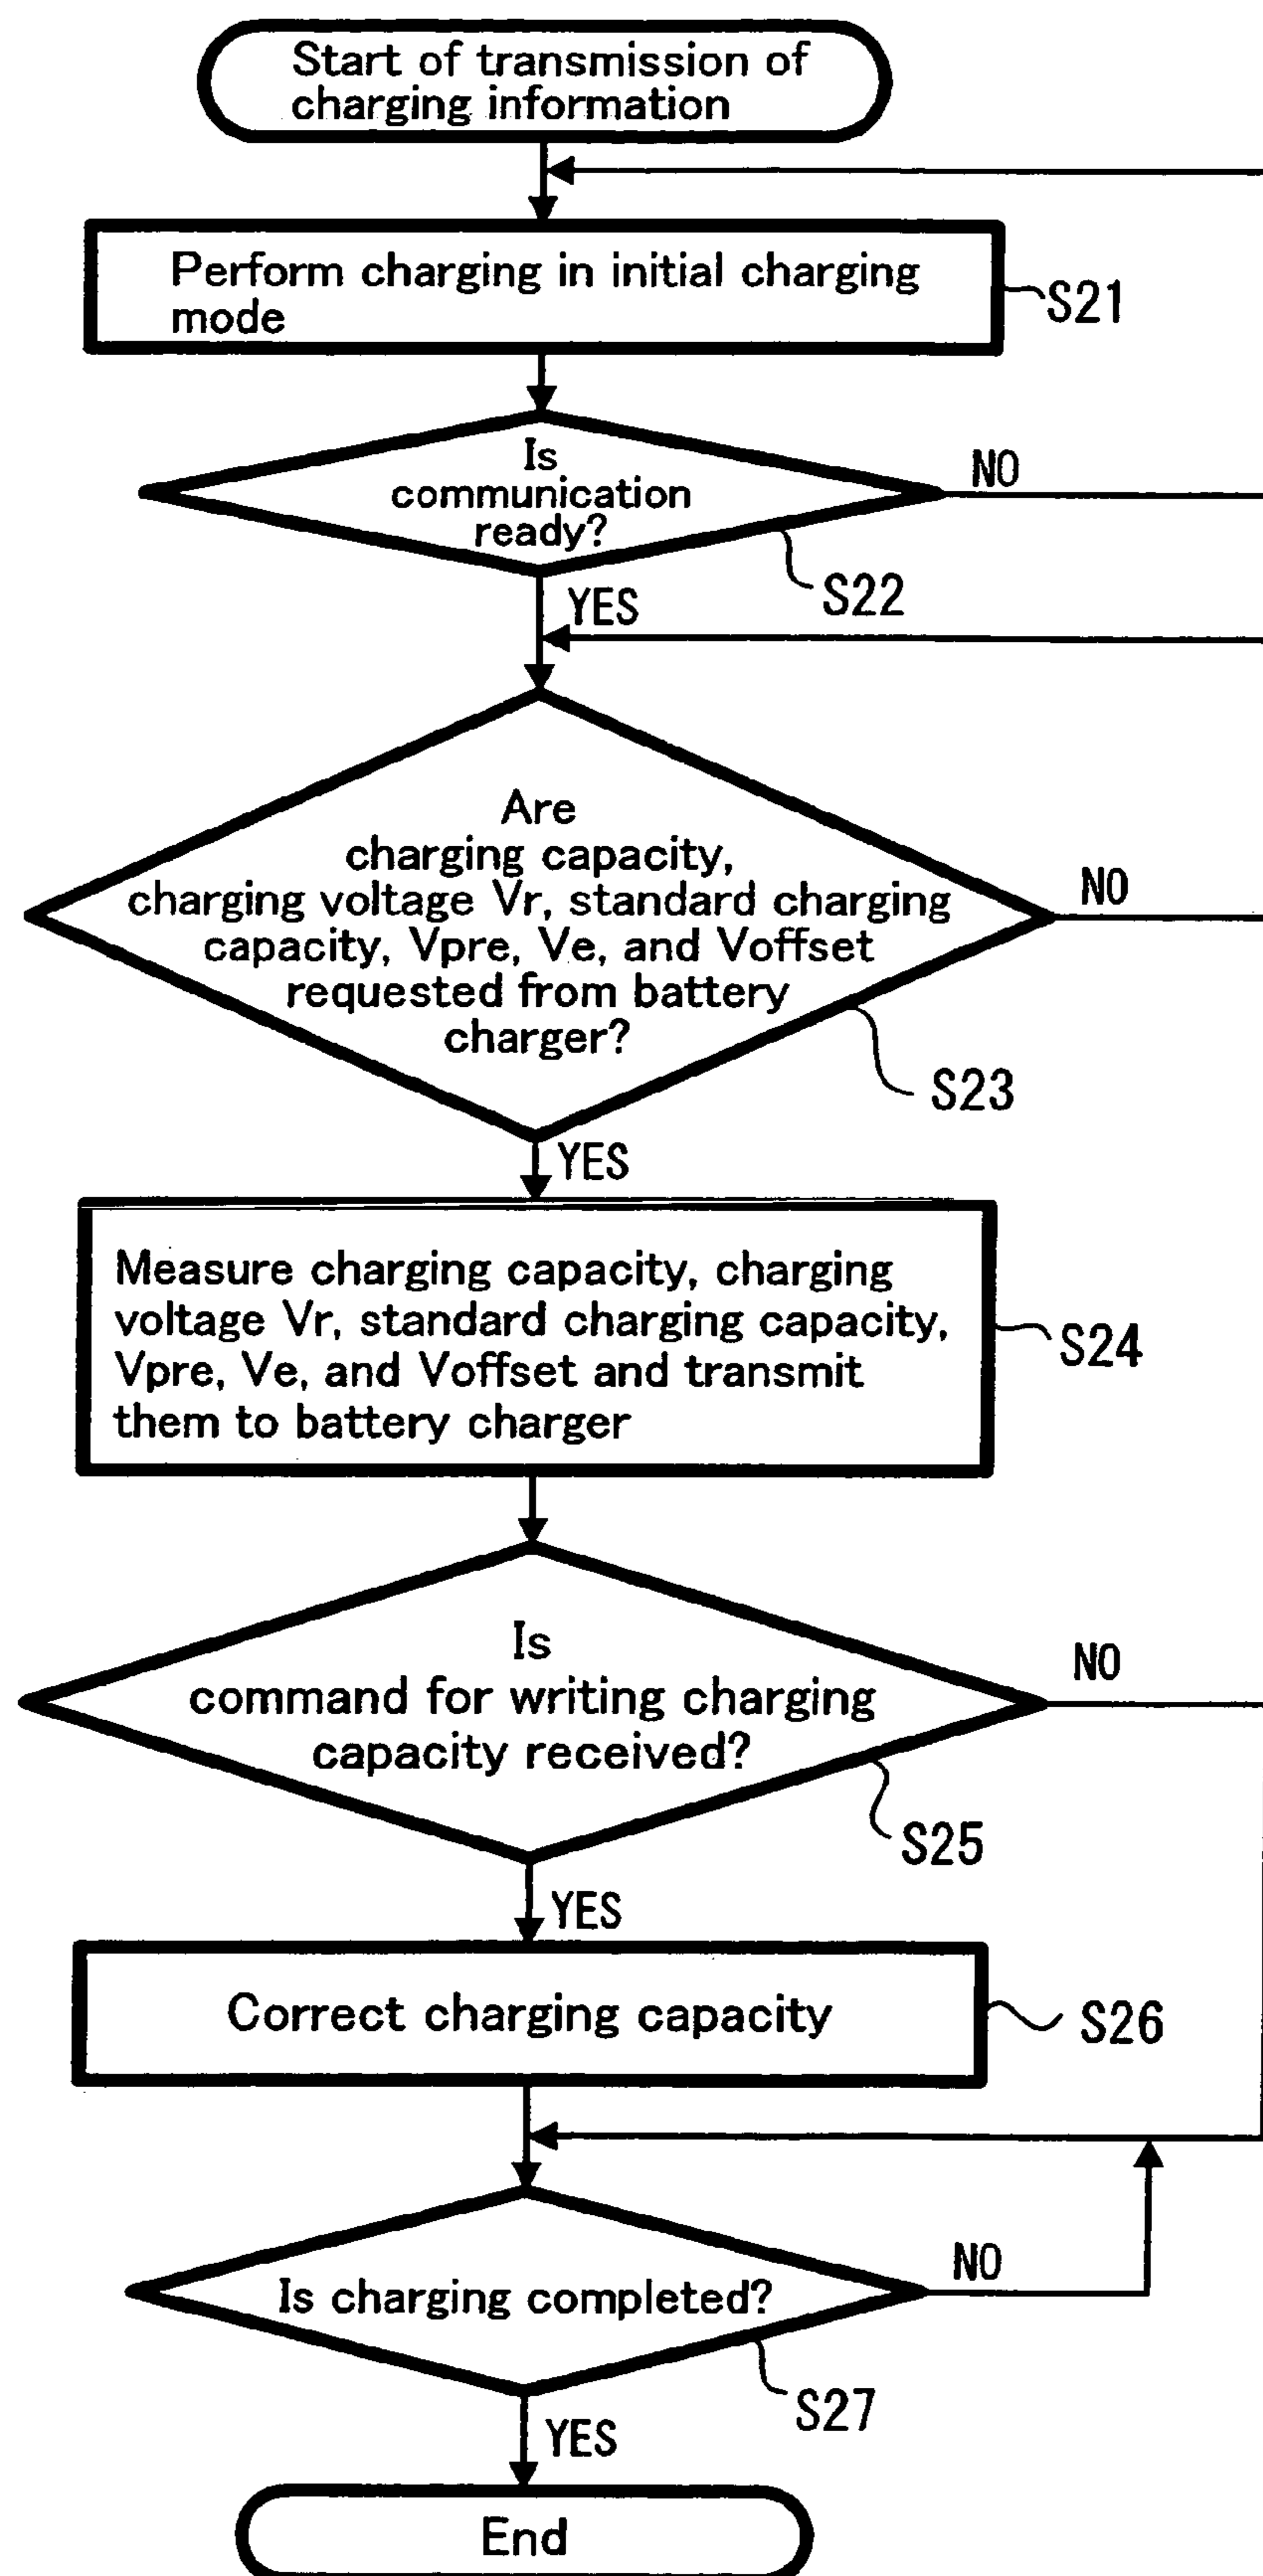 Start of transmission of
charging information
Perform charging in initial charging
mode
S21
Is
communication
ready?
NO
S22
YES
Are
charging capacity,
charging voltage Vr, standard charging
capacity, Vpre, Ve, and Voffset
requested from battery
charger?
NO
S23
YES
Measure charging capacity, charging
voltage Vr, standard charging capacity,
Vpre, Ve, and Voffset and transmit
them to battery charger
S24
Is
command for writing charging
capacity received?
NO
S25
YES
Correct charging capacity
S26
Is charging completed?
NO
S27
YES
End